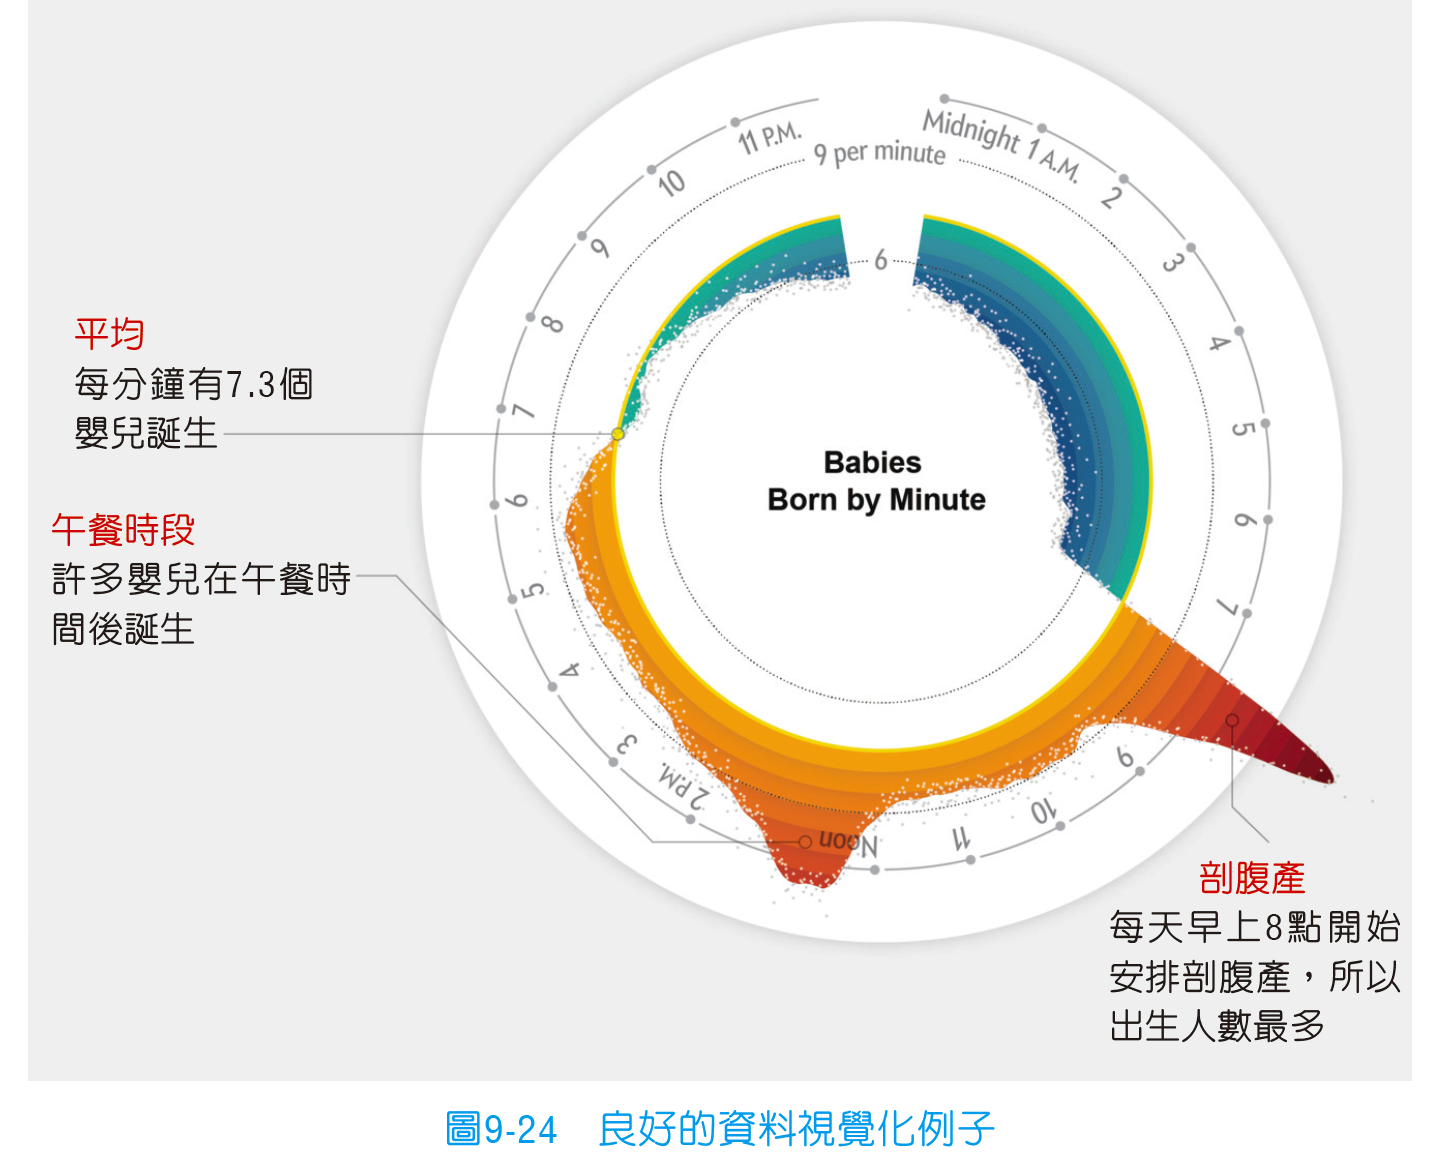 Midnight
1 A.M.
2
3
4
5
6
7
9
10
11
Noon
2 P.M.
3
4
5
6
7
8
9
10
11 P.M.
9 per minute
6
Babies
Born by Minute
平均
每分鐘有7.3個
嬰兒誕生
午餐時段
許多嬰兒在午餐時
間後誕生
剖腹產
每天早上8點開始
安排剖腹產，所以
出生人數最多
圖9-24　良好的資料視覺化例子